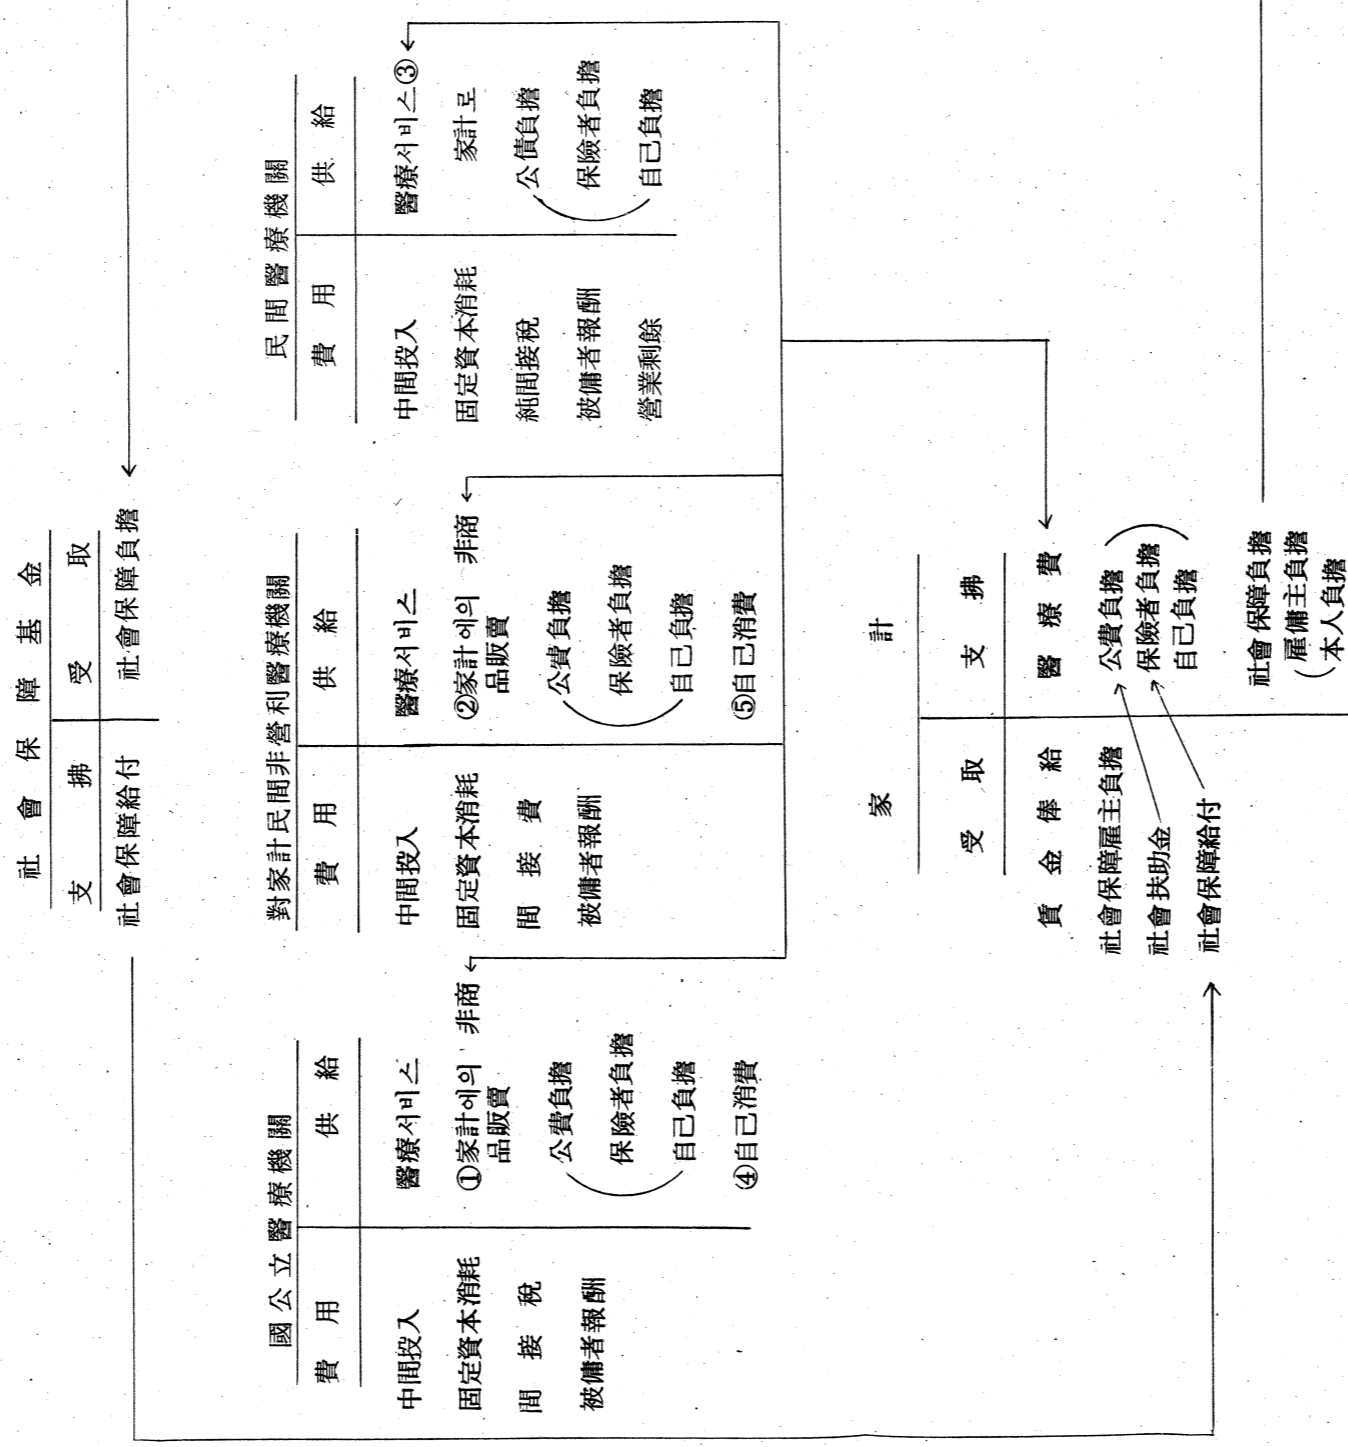 社會保障基金
支拂 受取
社會保障給付 社會保障負擔
國公立醫療機關
費用 供給
中間投入 醫療서비스
固定資本消耗 ①家計에의 非商
品販賣
間接稅 公費負擔
被傭者報酬 保險者負擔
自己負擔
④自己消費
對家計民間非營利醫療機關
費用 供給
中間投入 醫療서비스
固定資本消耗 ②家計에의 非商
品販賣
間接費 公費負擔
被傭者報酬 保險者負擔
自己負擔
⑤自己消費
民間醫療機關
費用 供給
中間投入 醫療서비스③
固定資本消耗 家計로
純間接稅 公債負擔
被傭者報酬 保險者負擔
營業剩餘 自己負擔
家計
受取 支拂
賃金俸給 醫療費
社會保障雇主負擔 公費負擔
社會扶助金 保險者負擔
社會保障給付 自己負擔
社會保障負擔
雇傭主負擔
(本人負擔